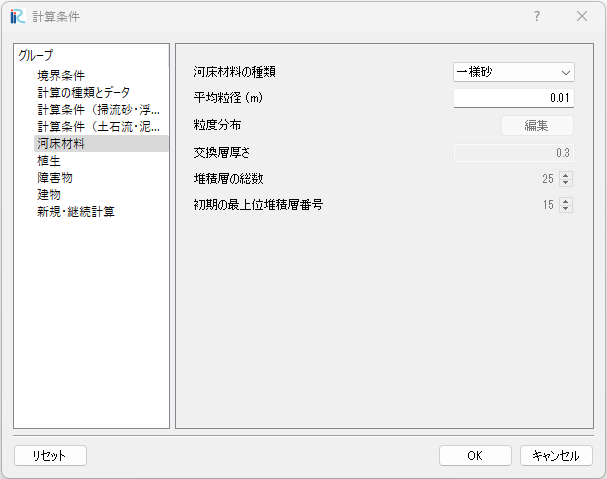 計算条件
グループ
境界条件
計算の種類とデータ
計算条件（掃流砂・浮...
計算条件（土石流・泥...
河床材料
植生
障害物
建物
新規・継続計算
河床材料の種類 一様砂
平均粒径 (m) 0.01
粒度分布 編集
交換層厚さ 0.3
堆積層の総数 25
初期の最上位堆積層番号 15
リセット OK キャンセル